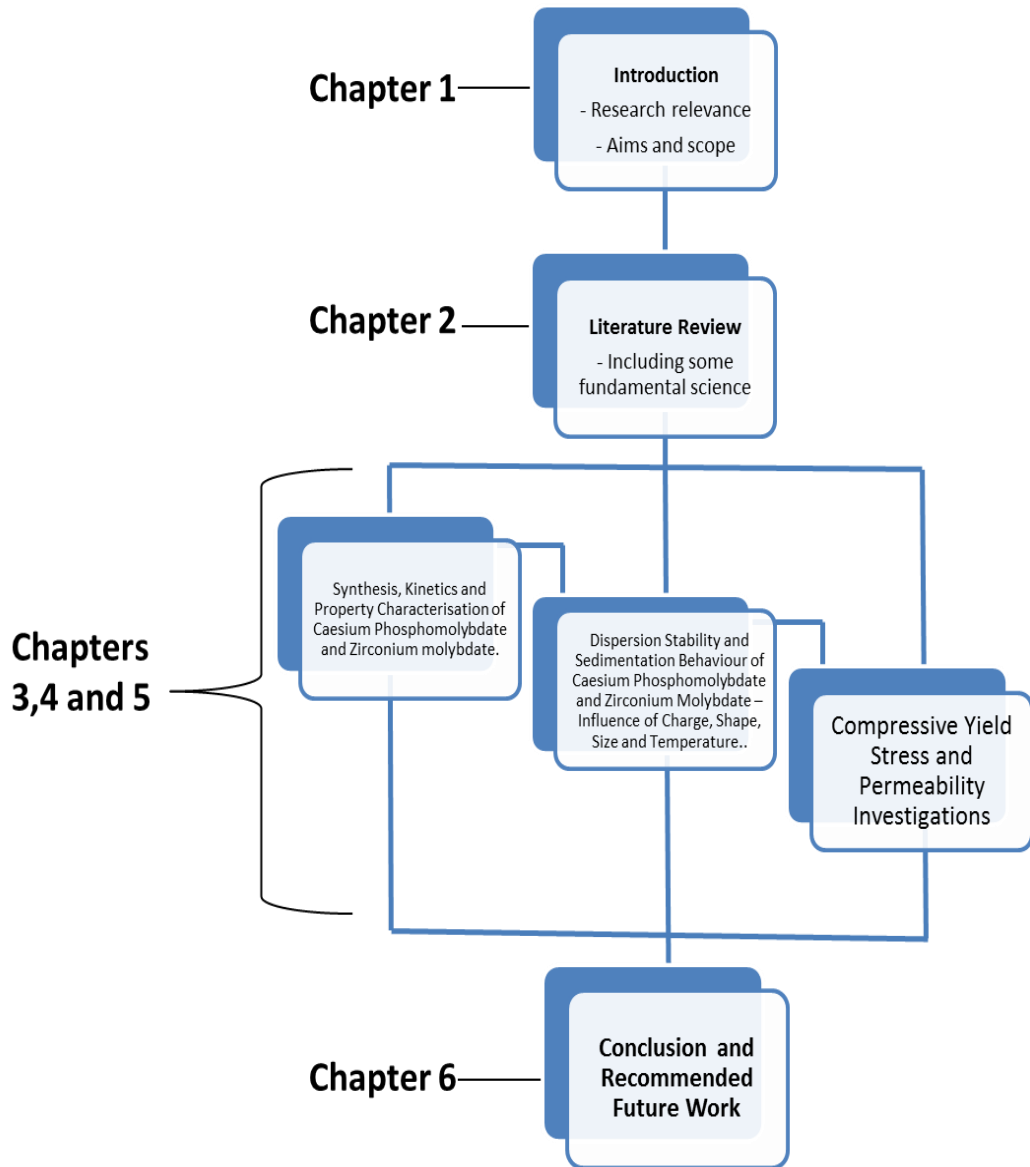 Chapter 1
Introduction
- Research relevance
- Aims and scope
Chapter 2
Literature Review
- Including some
fundamental science
Chapters
3,4 and 5
Synthesis, Kinetics and
Property Characterisation of
Caesium Phosphomolybdate
and Zirconium molybdate.
Dispersion Stability and
Sedimentation Behaviour of
Caesium Phosphomolybdate
and Zirconium Molybdate –
Influence of Charge, Shape,
Size and Temperature..
Compressive Yield
Stress and
Permeability
Investigations
Chapter 6
Conclusion and
Recommended
Future Work